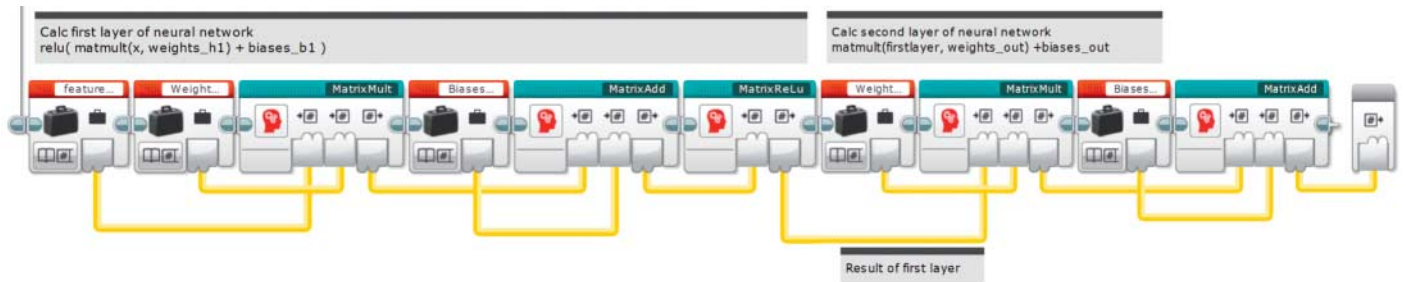 Calc first layer of neural network
relu( matmult(x, weights_h1) + biases_b1 )
Calc second layer of neural network
matmult(firstlayer, weights_out) +biases_out
feature...
Weight...
MatrixMult
Biases...
MatrixAdd
MatrixReLu
Weight...
MatrixMult
Biases...
MatrixAdd
Result of first layer